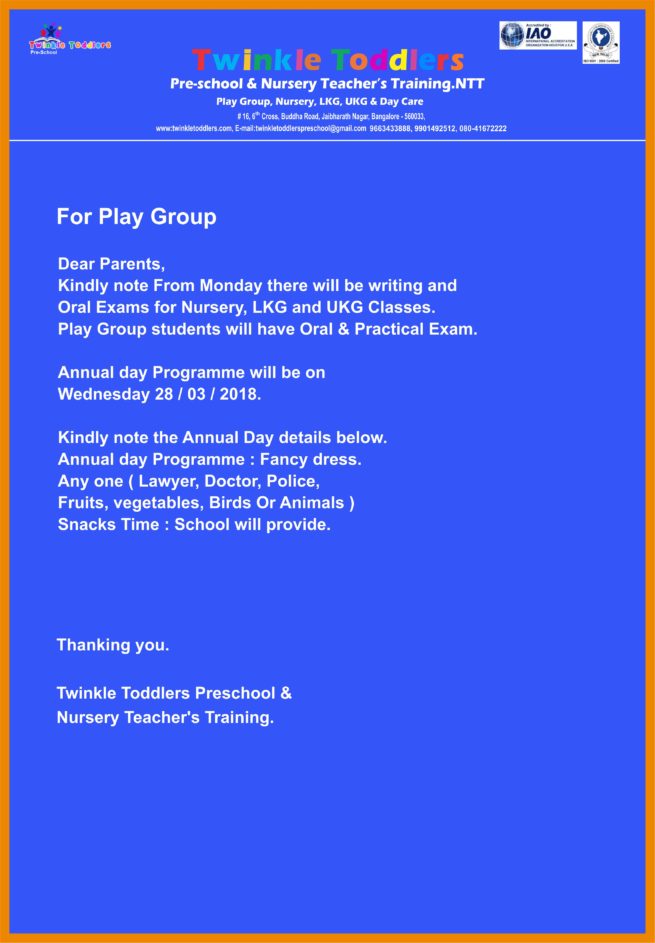 Twinkle Toddlers
Pre-School
Accredited by :
IAO
INTERNATIONAL ACCREDITATION
ORGANIZATION HOUSTON U.S.A
Twinkle Toddlers
Pre-school & Nursery Teacher's Training.NTT
Play Group, Nursery, LKG, UKG & Day Care
# 16, 6th Cross, Buddha Road, Jaibharath Nagar, Bangalore - 560033,
www.twinkletoddlers.com, E-mail:twinkletoddlerspreschool@gmail.com 9663433888, 9901492512, 080-41672222
For Play Group
Dear Parents,
Kindly note From Monday there will be writing and
Oral Exams for Nursery, LKG and UKG Classes.
Play Group students will have Oral & Practical Exam.
Annual day Programme will be on
Wednesday 28 / 03 / 2018.
Kindly note the Annual Day details below.
Annual day Programme : Fancy dress.
Any one ( Lawyer, Doctor, Police,
Fruits, vegetables, Birds Or Animals )
Snacks Time : School will provide.
Thanking you.
Twinkle Toddlers Preschool &
Nursery Teacher's Training.